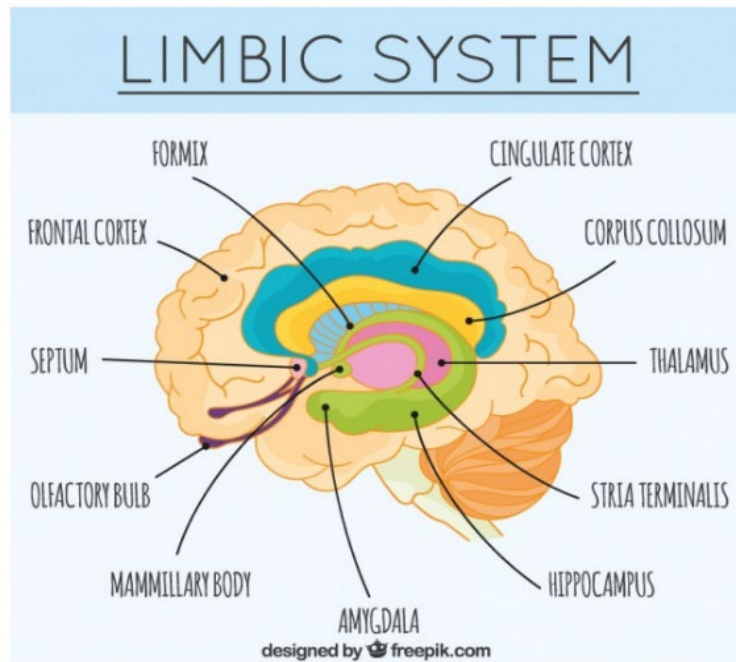 LIMBIC SYSTEM
FORMIX
CINGULATE CORTEX
FRONTAL CORTEX
CORPUS COLLOSUM
SEPTUM
THALAMUS
OLFACTORY BULB
STRIA TERMINALIS
MAMMILLARY BODY
HIPPOCAMPUS
AMYGDALA
designed by freepik.com